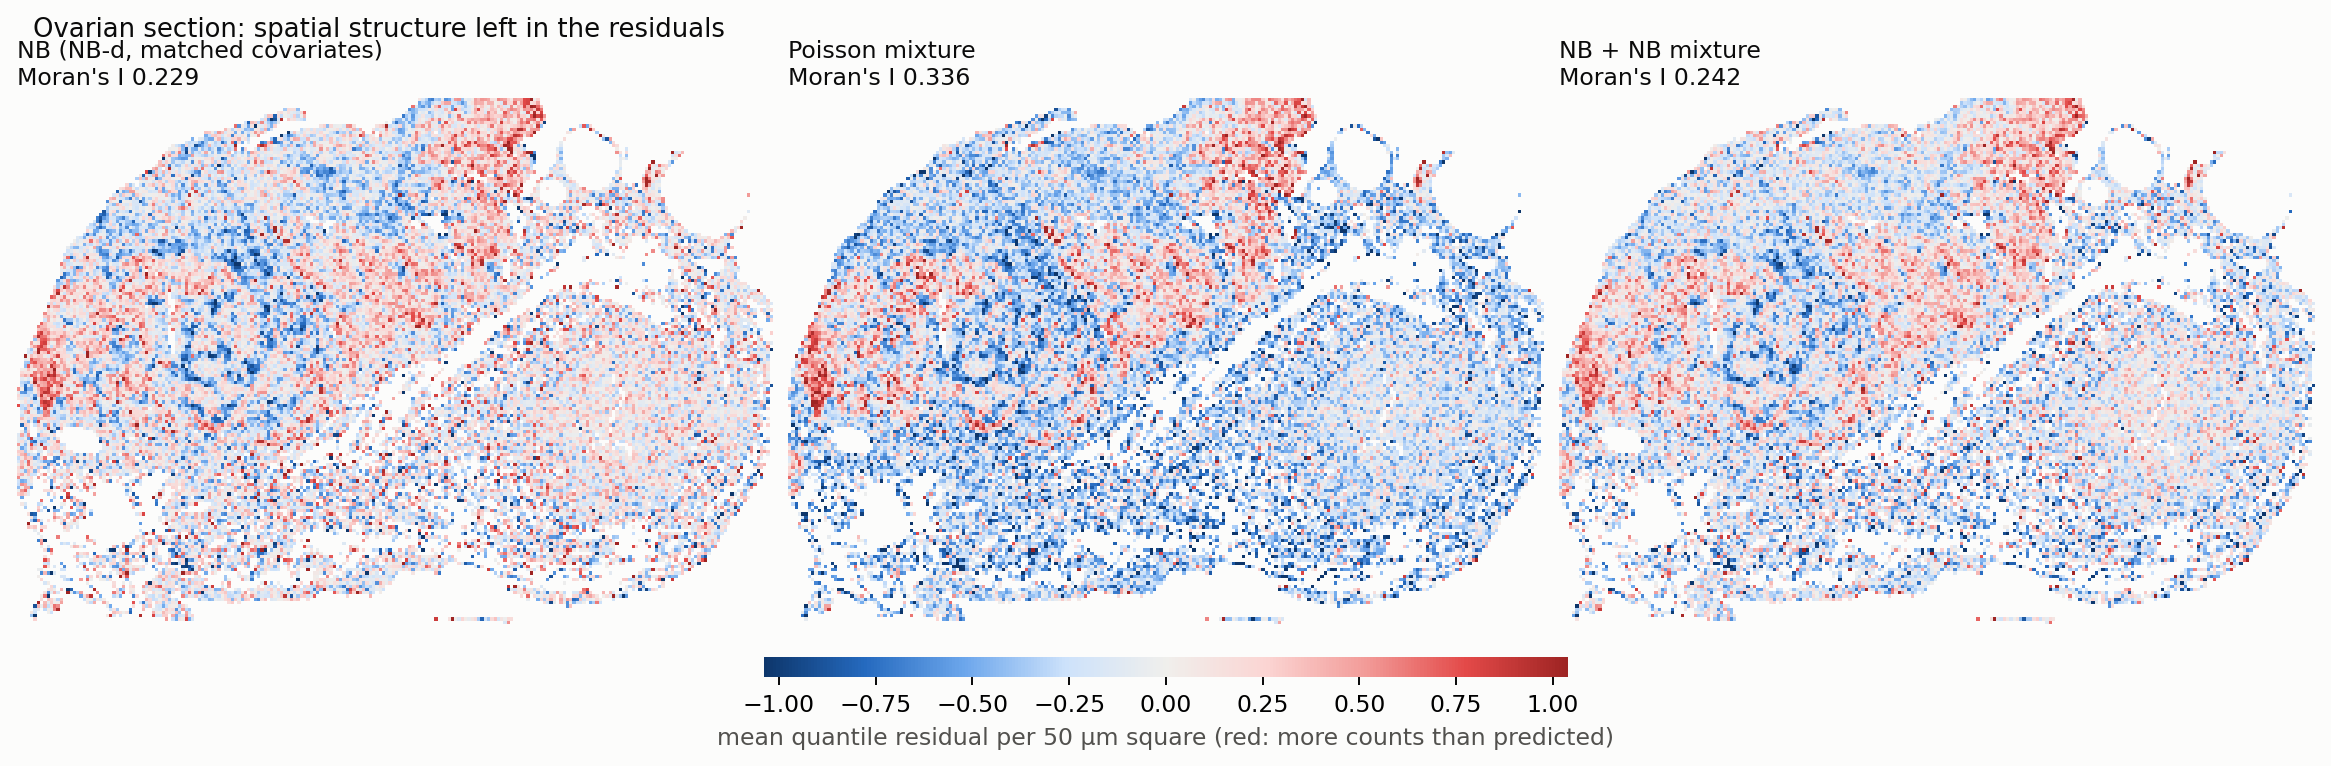 Ovarian section: spatial structure left in the residuals
NB (NB-d, matched covariates)
Moran's I 0.229
Poisson mixture
Moran's I 0.336
NB + NB mixture
Moran's I 0.242
−1.00 −0.75 −0.50 −0.25 0.00 0.25 0.50 0.75 1.00
mean quantile residual per 50 µm square (red: more counts than predicted)